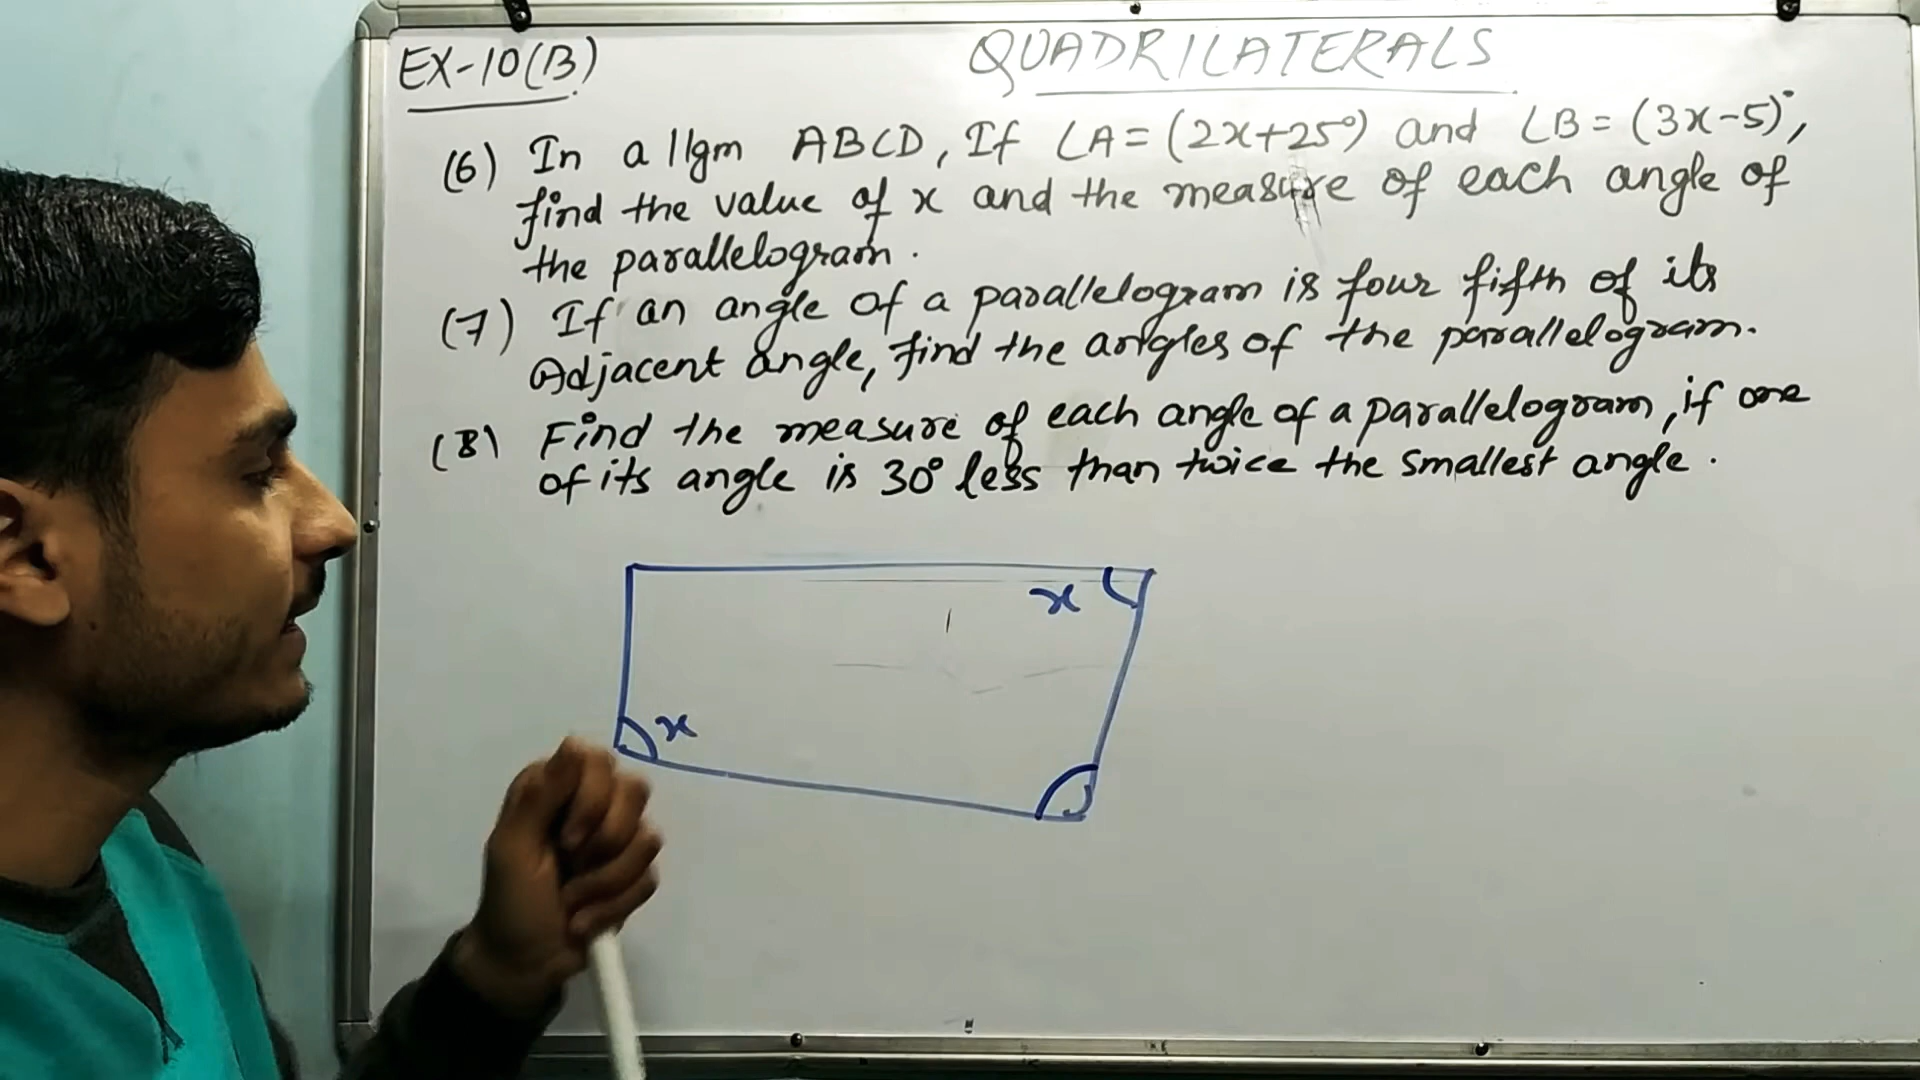 EX-10(B)
QUADRILATERALS
(6) In a llgm ABCD, If ∠A = (2x+25°) and ∠B = (3x-5)°,
find the value of x and the measure of each angle of
the parallelogram.
(7) If an angle of a parallelogram is four fifth of its
Adjacent angle, find the angles of the parallelogram.
(8) Find the measure of each angle of a parallelogram, if one
of its angle is 30° less than twice the smallest angle.
x
x